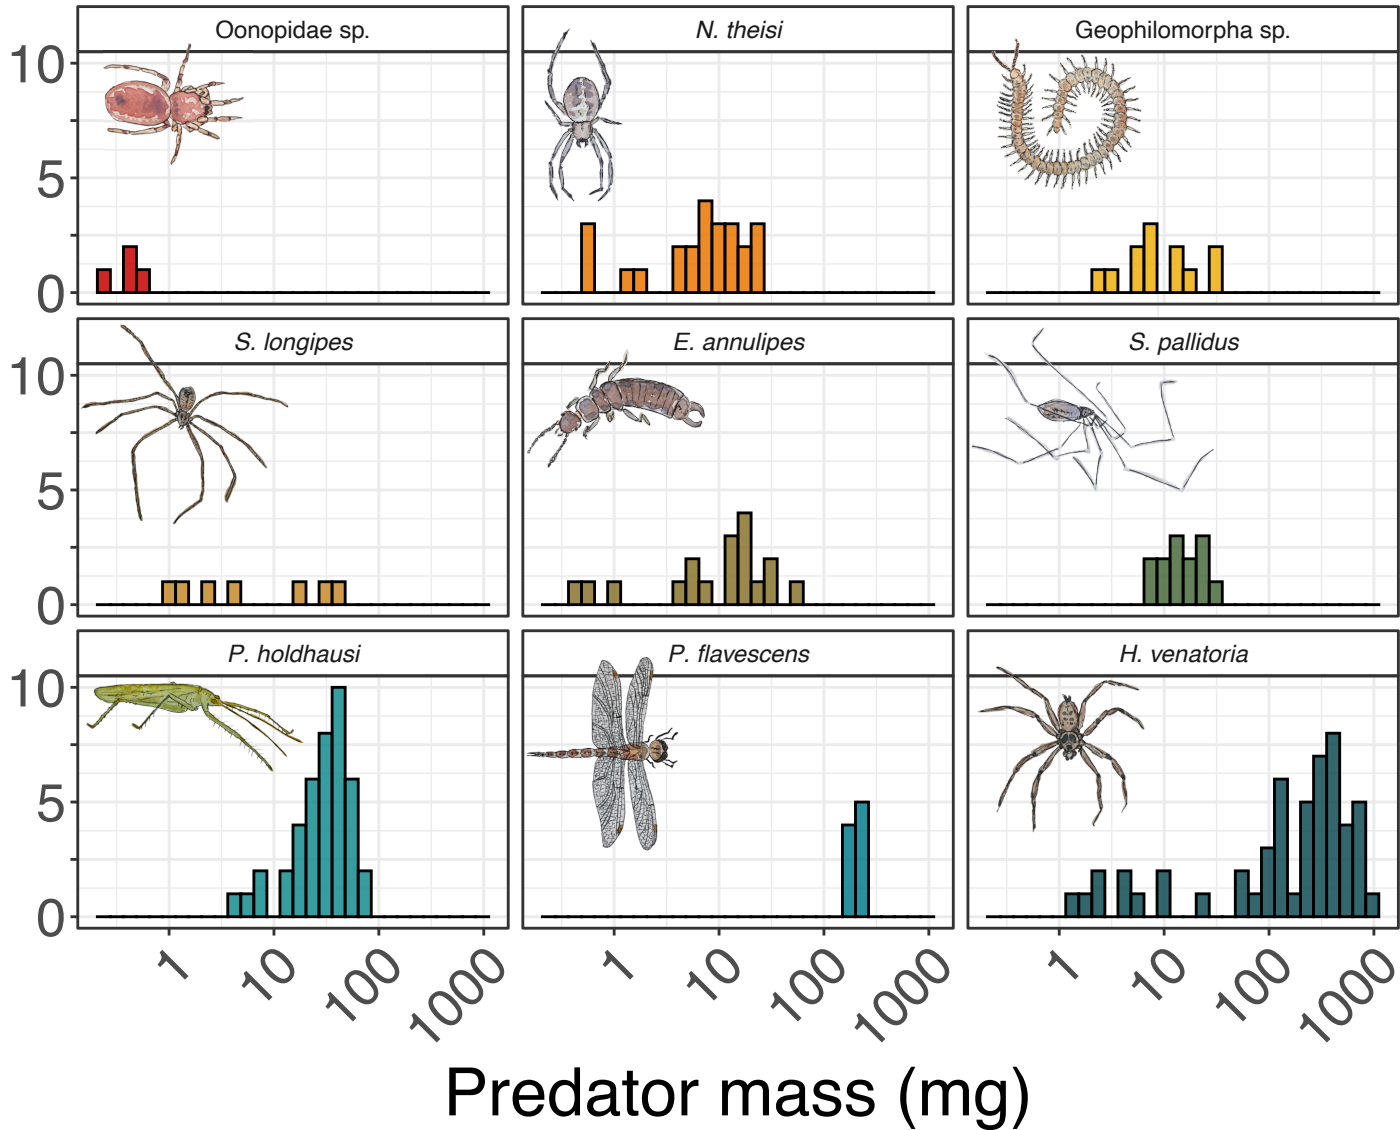 Oonopidae sp. N. theisi Geophilomorpha sp.
10
5
0
S. longipes E. annulipes S. pallidus
10
5
0
P. holdhausi P. flavescens H. venatoria
10
5
0
1 10 100 1000 1 10 100 1000 1 10 100 1000
Predator mass (mg)